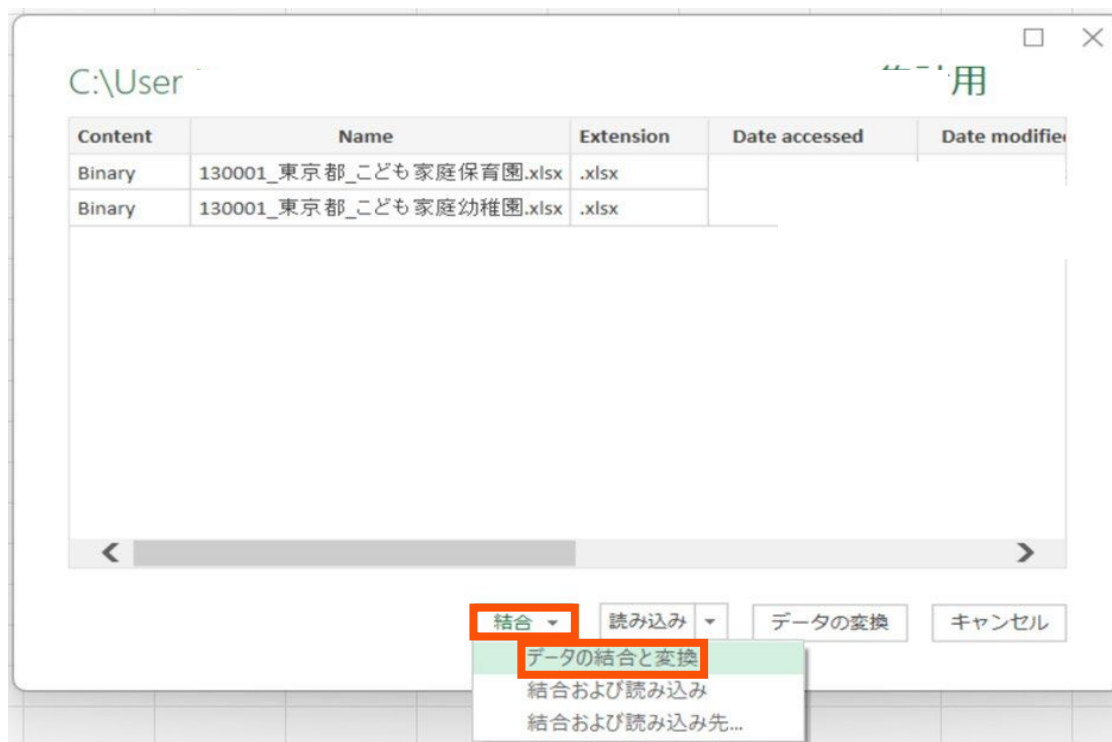 C:\User 用
Content Name Extension Date accessed Date modified
Binary 130001_東京都_こども家庭保育園.xlsx .xlsx
Binary 130001_東京都_こども家庭幼稚園.xlsx .xlsx
結合 読み込み データの変換 キャンセル
データの結合と変換
結合および読み込み
結合および読み込み先...